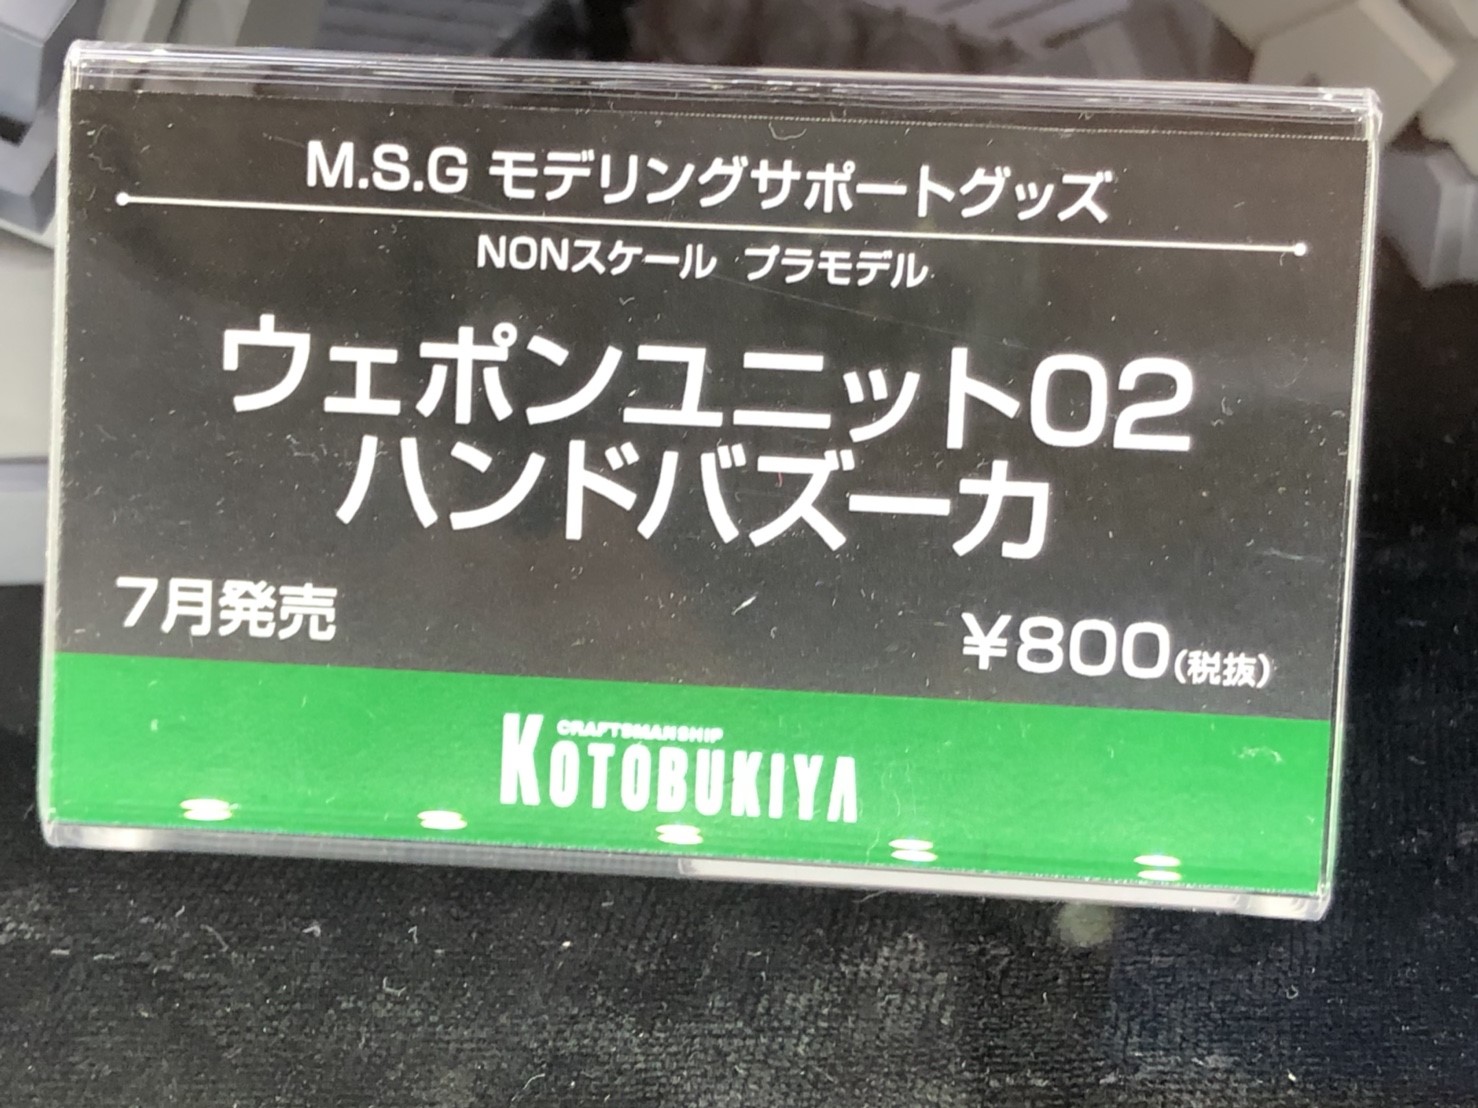 M.S.G モデリングサポートグッズ
NONスケール プラモデル
ウェポンユニット02
ハンドバズーカ
7月発売
¥800(税抜)
CRAFTSMANSHIP
KOTOBUKIYA